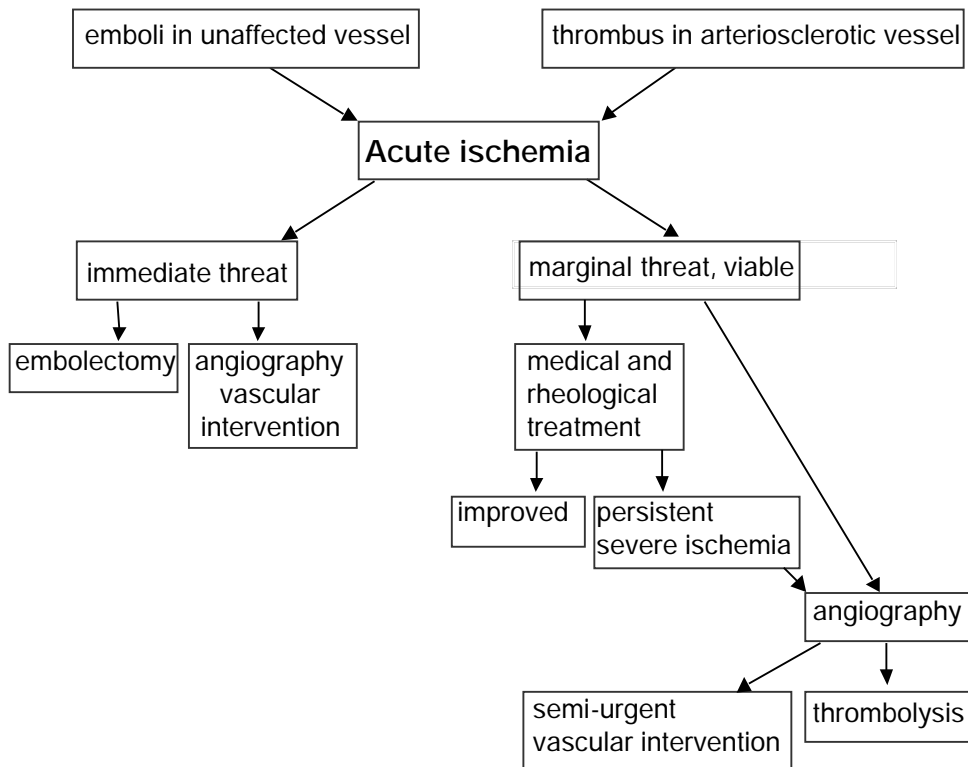 emboli in unaffected vessel
thrombus in arteriosclerotic vessel
Acute ischemia
immediate threat
marginal threat, viable
embolectomy
angiography
vascular
intervention
medical and
rheological
treatment
improved
persistent
severe ischemia
angiography
semi-urgent
vascular intervention
thrombolysis